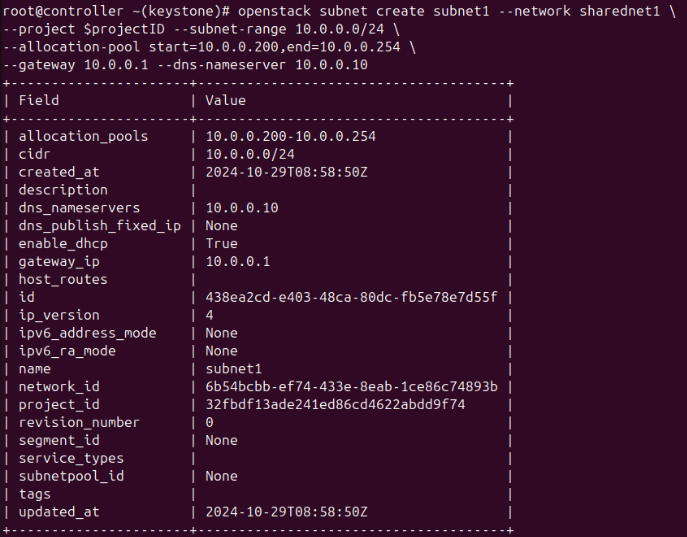 root@controller ~(keystone)# openstack subnet create subnet1 --network sharednet1 \
--project $projectID --subnet-range 10.0.0.0/24 \
--allocation-pool start=10.0.0.200,end=10.0.0.254 \
--gateway 10.0.0.1 --dns-nameserver 10.0.0.10
+----------------------+--------------------------------------+
| Field                | Value                                |
+----------------------+--------------------------------------+
| allocation_pools     | 10.0.0.200-10.0.0.254                |
| cidr                 | 10.0.0.0/24                          |
| created_at           | 2024-10-29T08:58:50Z                 |
| description          |                                      |
| dns_nameservers      | 10.0.0.10                            |
| dns_publish_fixed_ip | None                                 |
| enable_dhcp          | True                                 |
| gateway_ip           | 10.0.0.1                             |
| host_routes          |                                      |
| id                   | 438ea2cd-e403-48ca-80dc-fb5e78e7d55f |
| ip_version           | 4                                    |
| ipv6_address_mode    | None                                 |
| ipv6_ra_mode         | None                                 |
| name                 | subnet1                              |
| network_id           | 6b54bcbb-ef74-433e-8eab-1ce86c74893b |
| project_id           | 32fbdf13ade241ed86cd4622abdd9f74     |
| revision_number      | 0                                    |
| segment_id           | None                                 |
| service_types        |                                      |
| subnetpool_id        | None                                 |
| tags                 |                                      |
| updated_at           | 2024-10-29T08:58:50Z                 |
+----------------------+--------------------------------------+